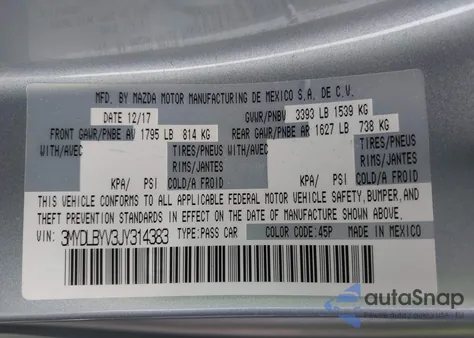 MFD. BY MAZDA MOTOR MANUFACTURING DE MEXICO S.A. DE C.V.
DATE 12/17 GVWR/PNBV 3393 LB 1539 KG
FRONT GAWR/PNBE AV 1795 LB 814 KG REAR GAWR/PNBE AR 1627 LB 738 KG
WITH/AVEC TIRES/PNEUS WITH/AVEC TIRES/PNEUS
RIMS/JANTES RIMS/JANTES
KPA/ PSI COLD/A FROID KPA/ PSI COLD/A FROID
THIS VEHICLE CONFORMS TO ALL APPLICABLE FEDERAL MOTOR VEHICLE SAFETY,BUMPER,AND
THEFT PREVENTION STANDARDS IN EFFECT ON THE DATE OF MANUFACTURE SHOWN ABOVE.
VIN: 3MYDLBYV3JY314383 TYPE:PASS CAR COLOR CODE:45P MADE IN MEXICO
autoSnap